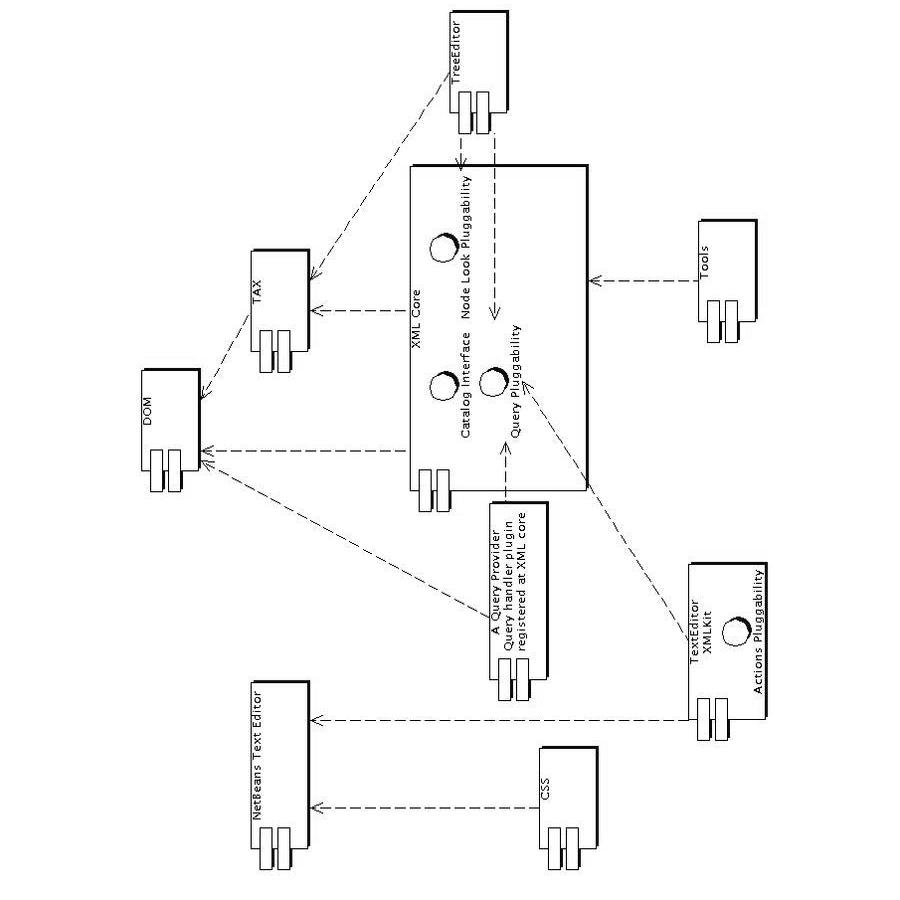 TreeEditor
TAX
XML Core
Node Look Pluggability
Catalog Interface
Query Pluggability
Tools
DOM
A Query Provider
Query handler plugin
registered at XML core
TextEditor
XMLKit
Actions Pluggability
NetBeans Text Editor
CSS